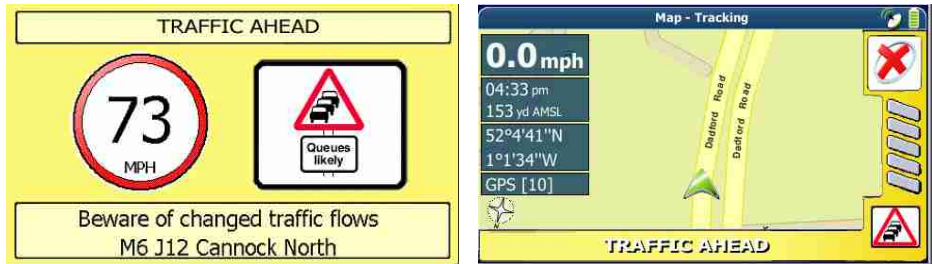 TRAFFIC AHEAD
73
MPH
Queues
likely
Beware of changed traffic flows
M6 J12 Cannock North
Map - Tracking
0.0 mph
04:33 pm
153 yd AMSL
52°4'41"N
1°1'34"W
GPS [10]
N
Dadford Road
Dadford Road
TRAFFIC AHEAD